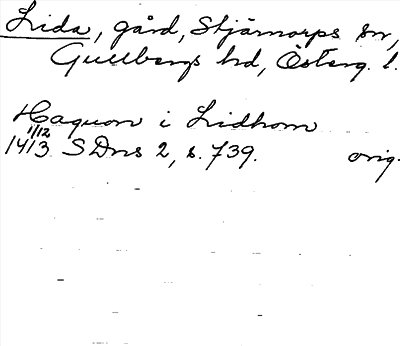 Lida, gård, Stjärnorps sn,
Gullbergs hd, Österg. l.
Haquon i Lidhom
1/12
1413 SDns 2, s. 739. orig.